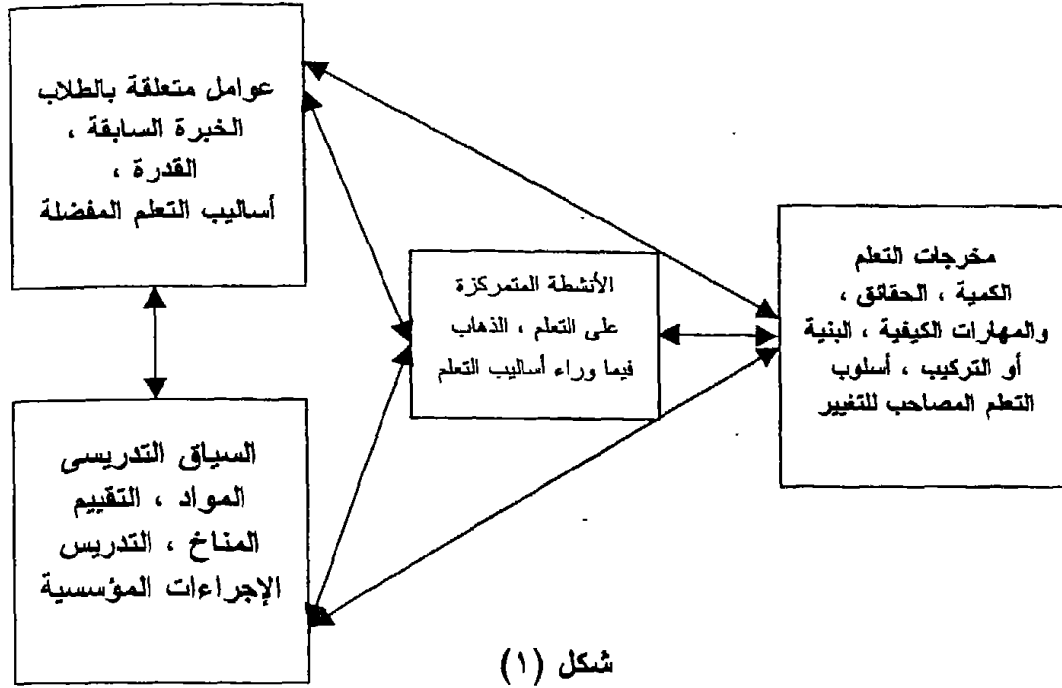 عوامل متعلقة بالطلاب
الخبرة السابقة ،
القدرة ،
أساليب التعلم المفضلة
مخرجات التعلم
الكمية ، الحقائق ،
والمهارات الكيفية ، البنية
أو التركيب ، أسلوب
التعلم المصاحب للتغيير
الأنشطة المتمركزة
على التعلم ، الذهاب
فيما وراء أساليب التعلم
السياق التدريسى
المواد ، التقييم
المناخ ، التدريس
الإجراءات المؤسسية
شكل (١)